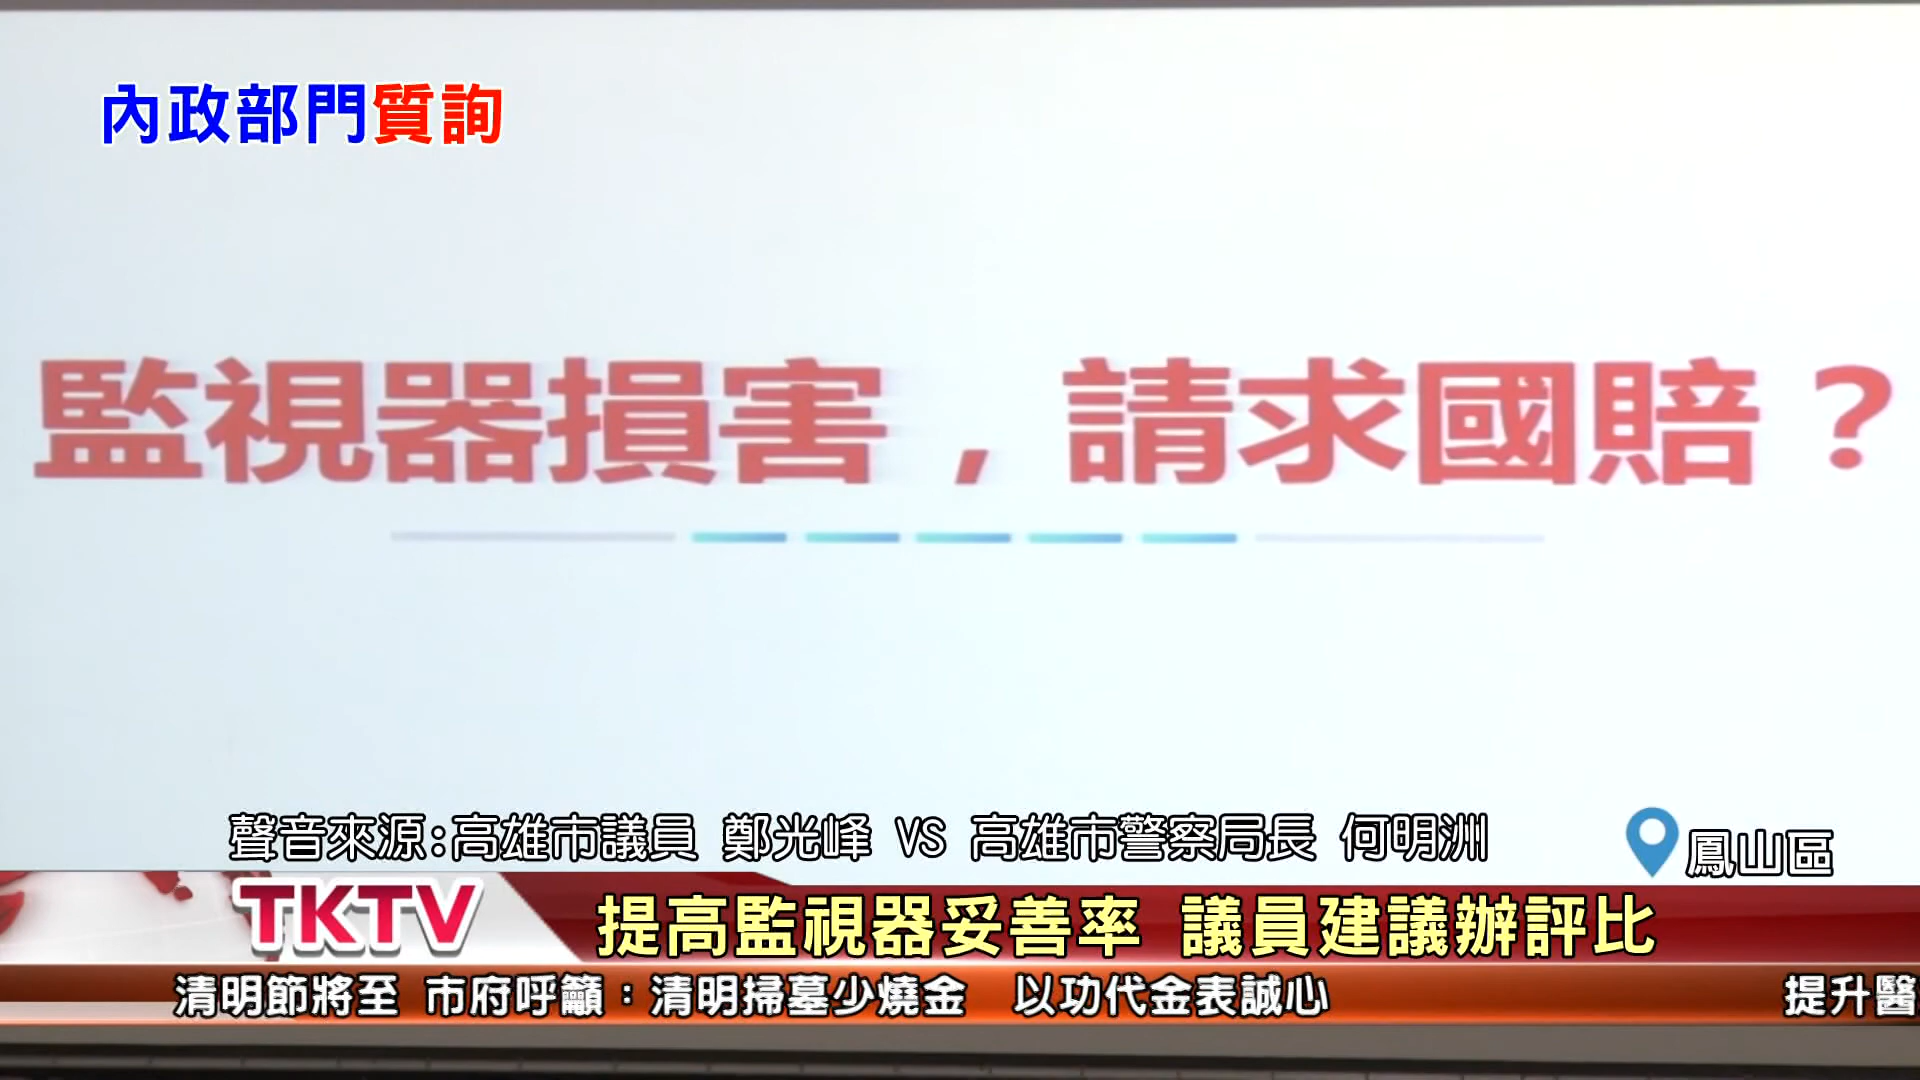 內政部門質詢
監視器損害，請求國賠？
聲音來源:高雄市議員 鄭光峰 VS 高雄市警察局長 何明洲
鳳山區
TKTV
提高監視器妥善率 議員建議辦評比
清明節將至 市府呼籲：清明掃墓少燒金 以功代金表誠心
提升醫